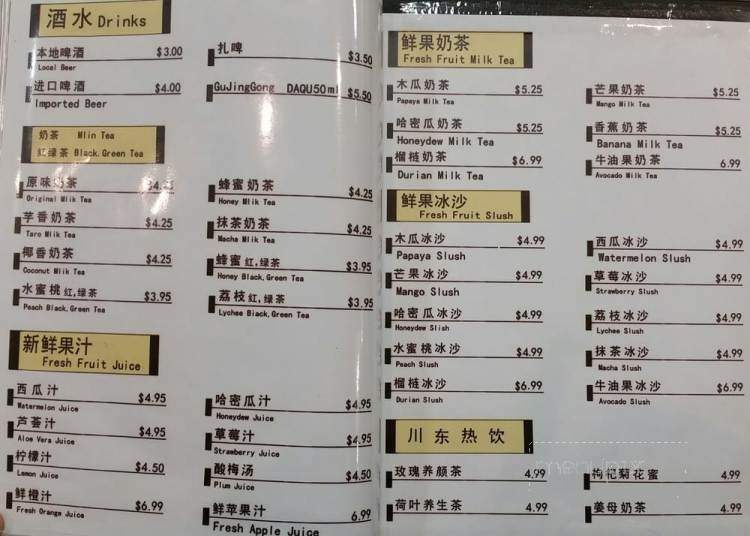 酒水 Drinks
本地啤酒 $3.00
Local Beer
进口啤酒 $4.00
Imported Beer
扎啤 $3.50
GuJingGong DAQU50ml $5.50
奶茶 Mlin Tea
红绿茶 Black.Green Tea
原味奶茶 $4.25
Original Mlik Tea
芋香奶茶 $4.25
Taro Mlik Tea
椰香奶茶 $4.25
Coconut Mlik Tea
水蜜桃 红,绿茶 $3.95
Peach Black,Green Tea
蜂蜜奶茶 $4.25
Honey Mlik Tea
抹茶奶茶 $4.25
Macha Mlik Tea
蜂蜜 红,绿茶 $3.95
Honey Black,Green Tea
荔枝 红,绿茶 $3.95
Lychee Black,Green Tea
新鲜果汁
Fresh Fruit Juice
西瓜汁 $4.95
Watermelon Juice
芦荟汁 $4.95
Aloe Vera Juice
柠檬汁 $4.50
Lemon Juice
鲜橙汁 $6.99
Fresh Orange Juice
哈密瓜汁 $4.95
Honeydew Juice
草莓汁 $4.95
Strawberry Juice
酸梅汤 $4.50
Plum Juice
鲜苹果汁 6.99
Fresh Apple Juice
鲜果奶茶
Fresh Fruit Milk Tea
木瓜奶茶 $5.25
Papaya Milk Tea
哈密瓜奶茶 $5.25
Honeydew Milk Tea
榴梿奶茶 $6.99
Durian Milk Tea
芒果奶茶 $5.25
Mango Milk Tea
香蕉奶茶 $5.25
Banana Milk Tea
牛油果奶茶 6.99
Avocado Milk Tea
鲜果冰沙
Fresh Fruit Slush
木瓜冰沙 $4.99
Papaya Slush
芒果冰沙 $4.99
Mango Slush
哈密瓜冰沙 $4.99
Honeydew Slish
水蜜桃冰沙 $4.99
Peach Slush
榴梿冰沙 $6.99
Durian Slush
西瓜冰沙 $4.99
Watermelon Slush
草莓冰沙 $4.99
Strawberry Slush
荔枝冰沙 $4.99
Lychee Slush
抹茶冰沙 $4.99
Macha Slush
牛油果冰沙 $6.99
Avocado Slush
川东热饮
玫瑰养颜茶 4.99
荷叶养生茶 4.99
枸杞菊花蜜 4.99
姜母奶茶 4.99